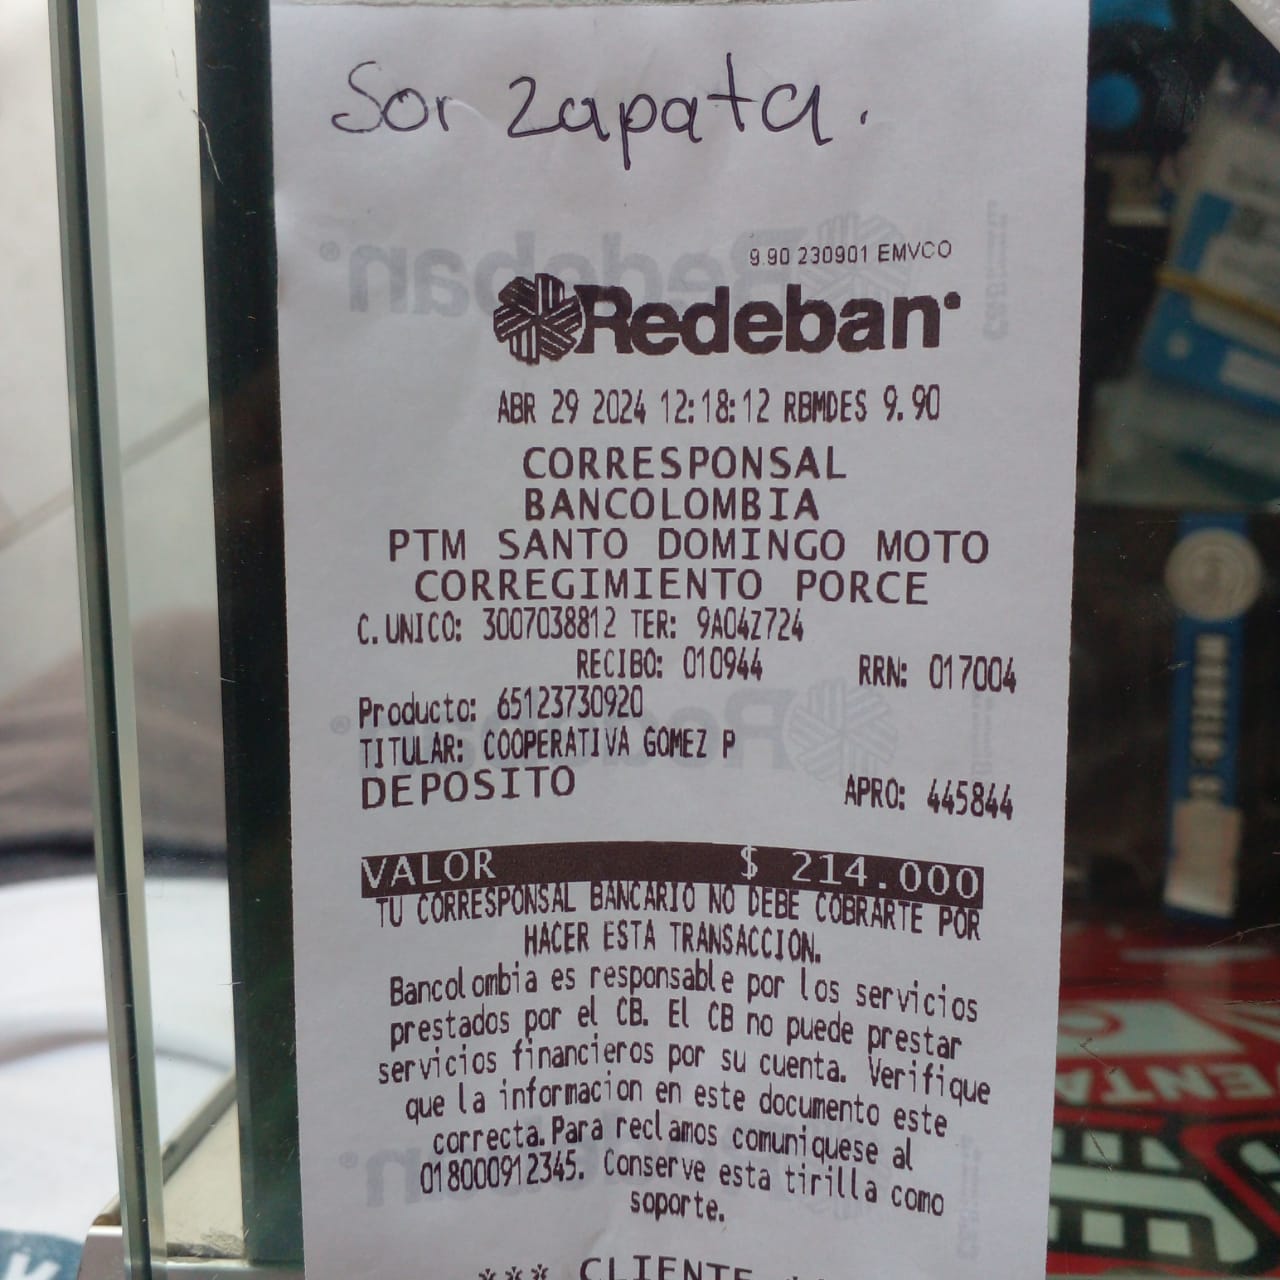 Sor Zapata.
9.90 230901 EMVCO
Redeban
ABR 29 2024 12:18:12 RBMDES 9.90
CORRESPONSAL
BANCOLOMBIA
PTM SANTO DOMINGO MOTO
CORREGIMIENTO PORCE
C.UNICO: 3007038812 TER: 9A04Z724
RECIBO: 010944 RRN: 017004
Producto: 65123730920
TITULAR: COOPERATIVA GOMEZ P
DEPOSITO APRO: 445844
VALOR $ 214.000
TU CORRESPONSAL BANCARIO NO DEBE COBRARTE POR
HACER ESTA TRANSACCION.
Bancolombia es responsable por los servicios
prestados por el CB. El CB no puede prestar
servicios financieros por su cuenta. Verifique
que la informacion en este documento este
correcta. Para reclamos comuniquese al
018000912345. Conserve esta tirilla como
soporte.
*** CLIENTE